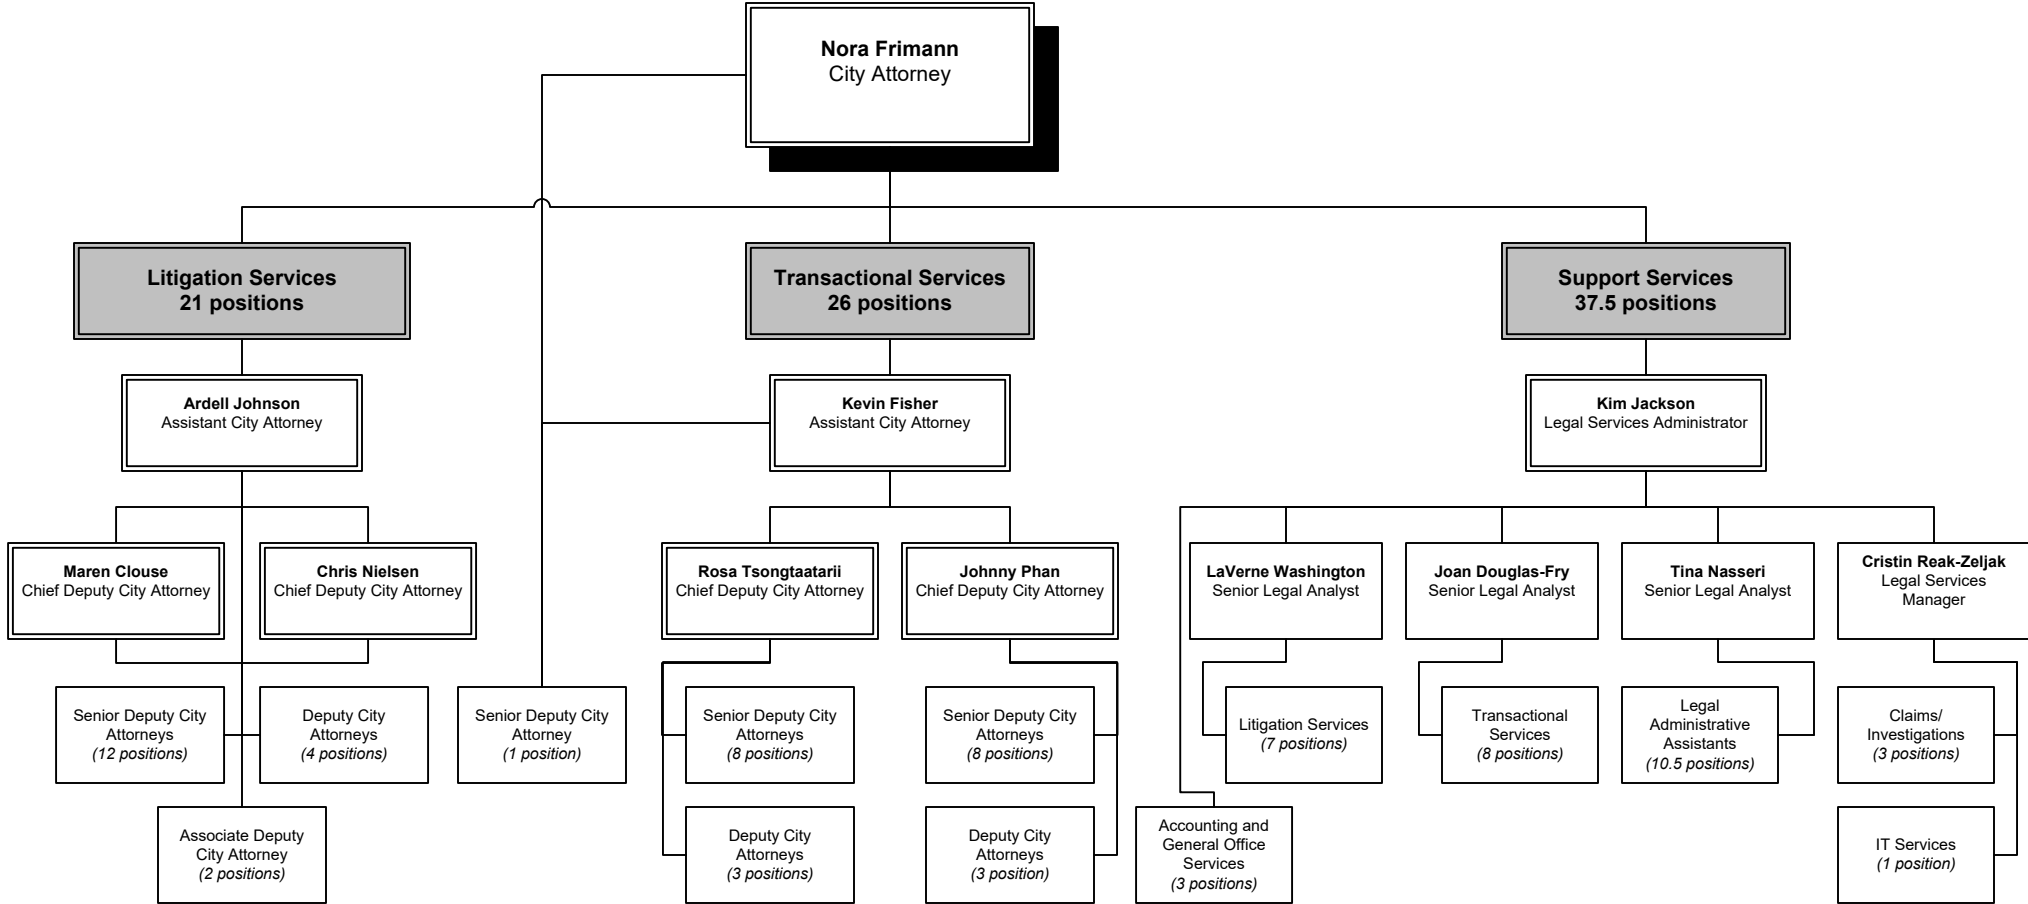 Nora Frimann
City Attorney
Litigation Services
21 positions
Transactional Services
26 positions
Support Services
37.5 positions
Ardell Johnson
Assistant City Attorney
Kevin Fisher
Assistant City Attorney
Kim Jackson
Legal Services Administrator
Maren Clouse
Chief Deputy City Attorney
Chris Nielsen
Chief Deputy City Attorney
Rosa Tsongtaatarii
Chief Deputy City Attorney
Johnny Phan
Chief Deputy City Attorney
LaVerne Washington
Senior Legal Analyst
Joan Douglas-Fry
Senior Legal Analyst
Tina Nasseri
Senior Legal Analyst
Cristin Reak-Zeljak
Legal Services
Manager
Senior Deputy City
Attorneys
(12 positions)
Deputy City
Attorneys
(4 positions)
Senior Deputy City
Attorney
(1 position)
Senior Deputy City
Attorneys
(8 positions)
Senior Deputy City
Attorneys
(8 positions)
Litigation Services
(7 positions)
Transactional
Services
(8 positions)
Legal
Administrative
Assistants
(10.5 positions)
Claims/
Investigations
(3 positions)
Associate Deputy
City Attorney
(2 positions)
Deputy City
Attorneys
(3 positions)
Deputy City
Attorneys
(3 position)
Accounting and
General Office
Services
(3 positions)
IT Services
(1 position)